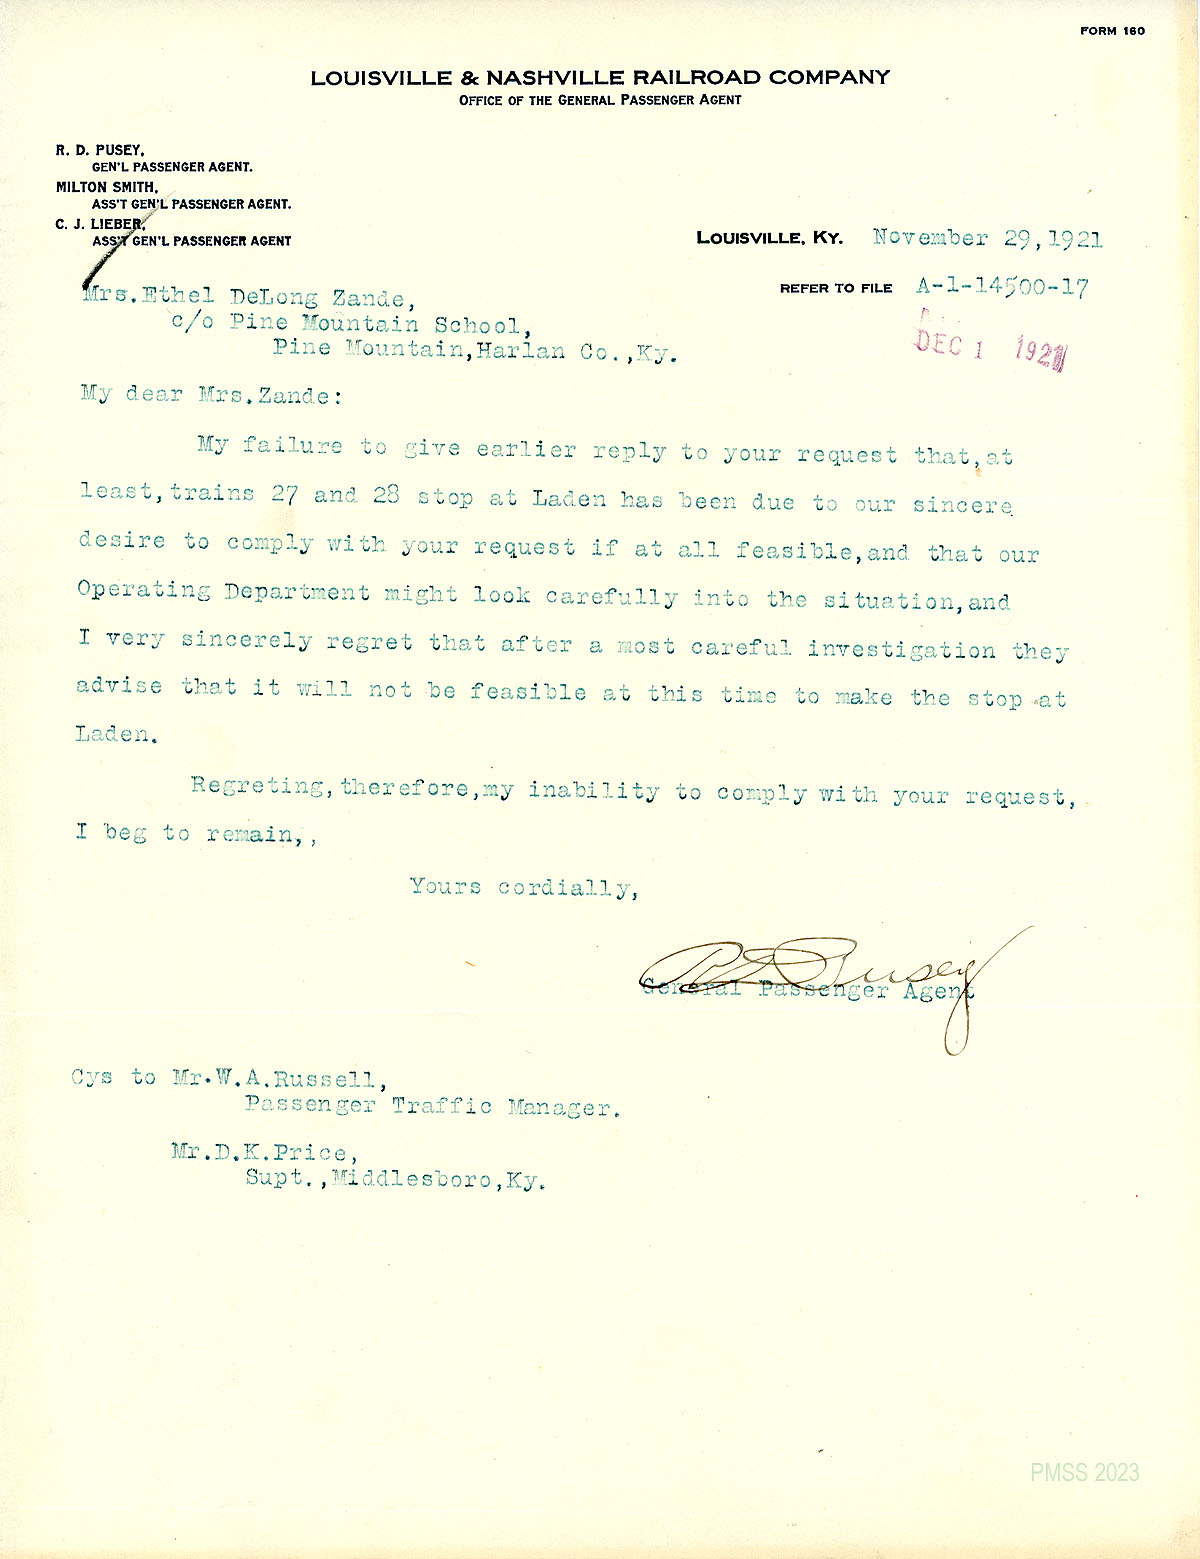 FORM 160
LOUISVILLE & NASHVILLE RAILROAD COMPANY
OFFICE OF THE GENERAL PASSENGER AGENT
R. D. PUSEY,
GEN'L PASSENGER AGENT.
MILTON SMITH,
ASS'T GEN'L PASSENGER AGENT.
C. J. LIEBER,
ASS'T GEN'L PASSENGER AGENT
LOUISVILLE, KY. November 29,1921
REFER TO FILE A-1-14500-17
DEC 1 1921
Mrs.Ethel DeLong Zande,
c/o Pine Mountain School,
Pine Mountain,Harlan Co.,Ky.
My dear Mrs.Zande:
My failure to give earlier reply to your request that,at
least,trains 27 and 28 stop at Laden has been due to our sincere
desire to comply with your request if at all feasible,and that our
Operating Department might look carefully into the situation,and
I very sincerely regret that after a most careful investigation they
advise that it will not be feasible at this time to make the stop at
Laden.
Regreting,therefore,my inability to comply with your request,
I beg to remain,,
Yours cordially,
R D Pusey
General Passenger Agent
Cys to Mr.W.A.Russell,
Passenger Traffic Manager.
Mr.D.K.Price,
Supt.,Middlesboro,Ky.
PMSS 2023